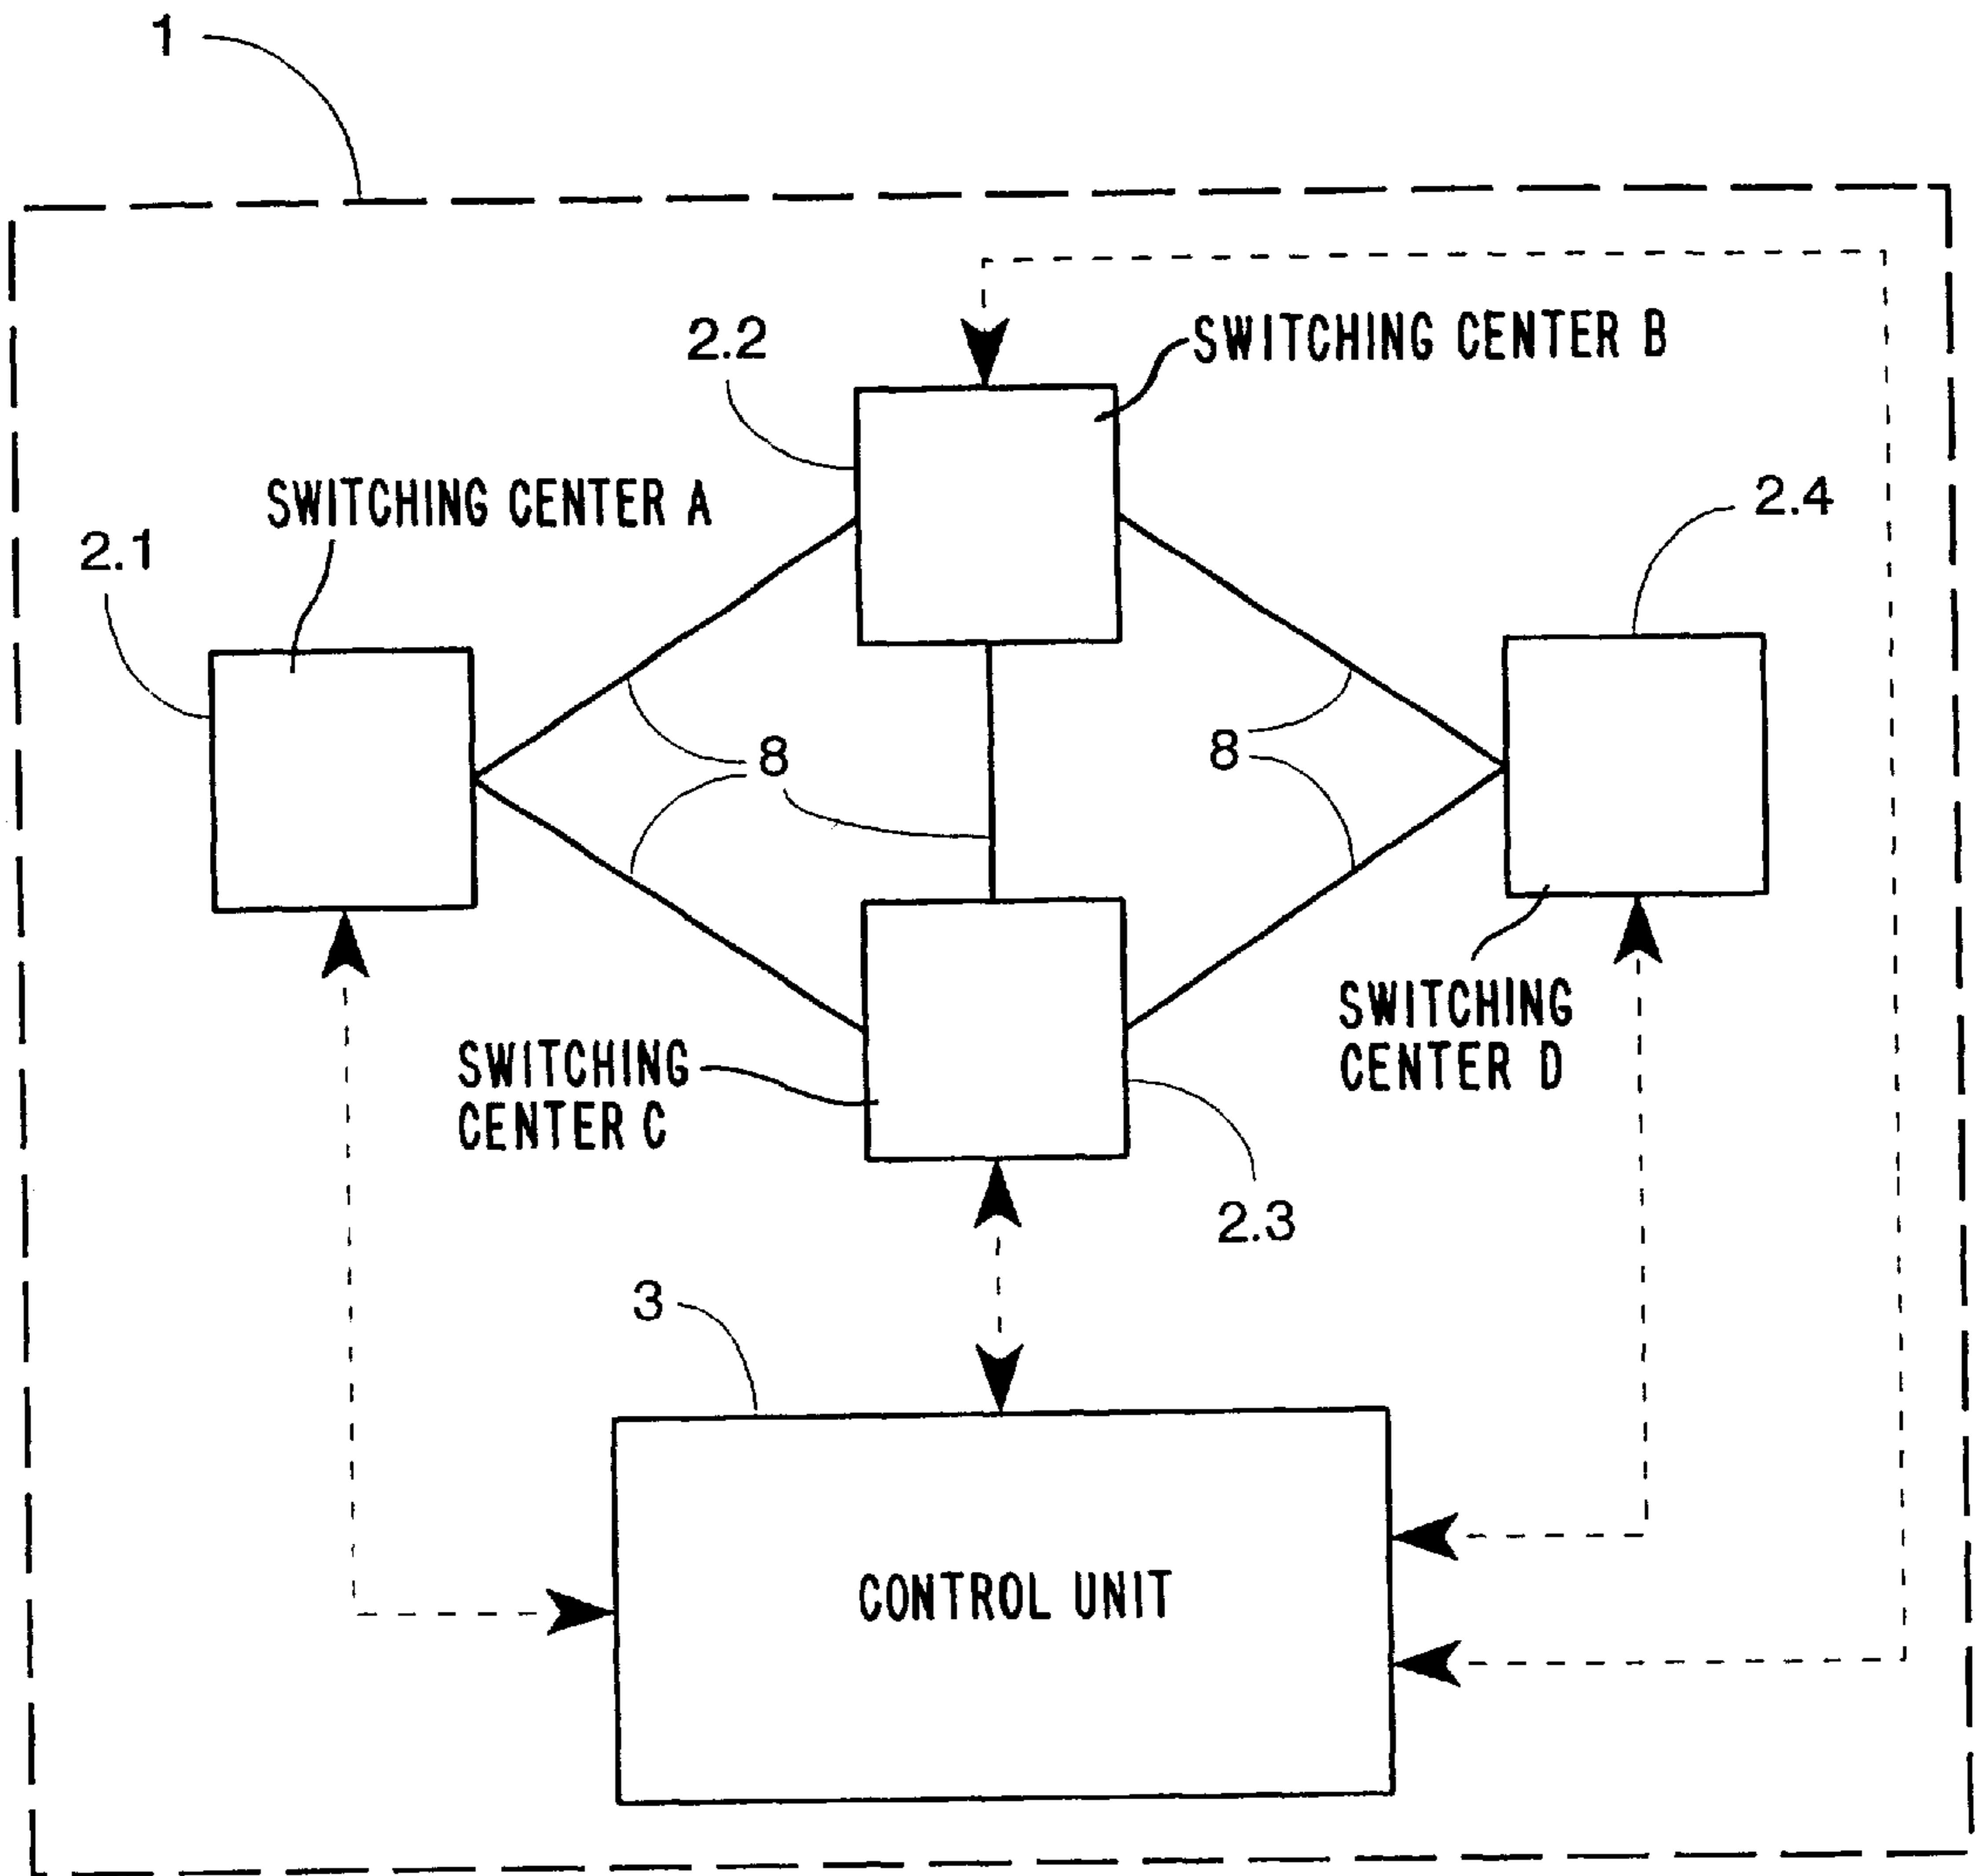 1
2.2
SWITCHING CENTER B
SWITCHING CENTER A
2.4
2.1
8
8
SWITCHING
CENTER D
SWITCHING
CENTER C
2.3
3
CONTROL UNIT